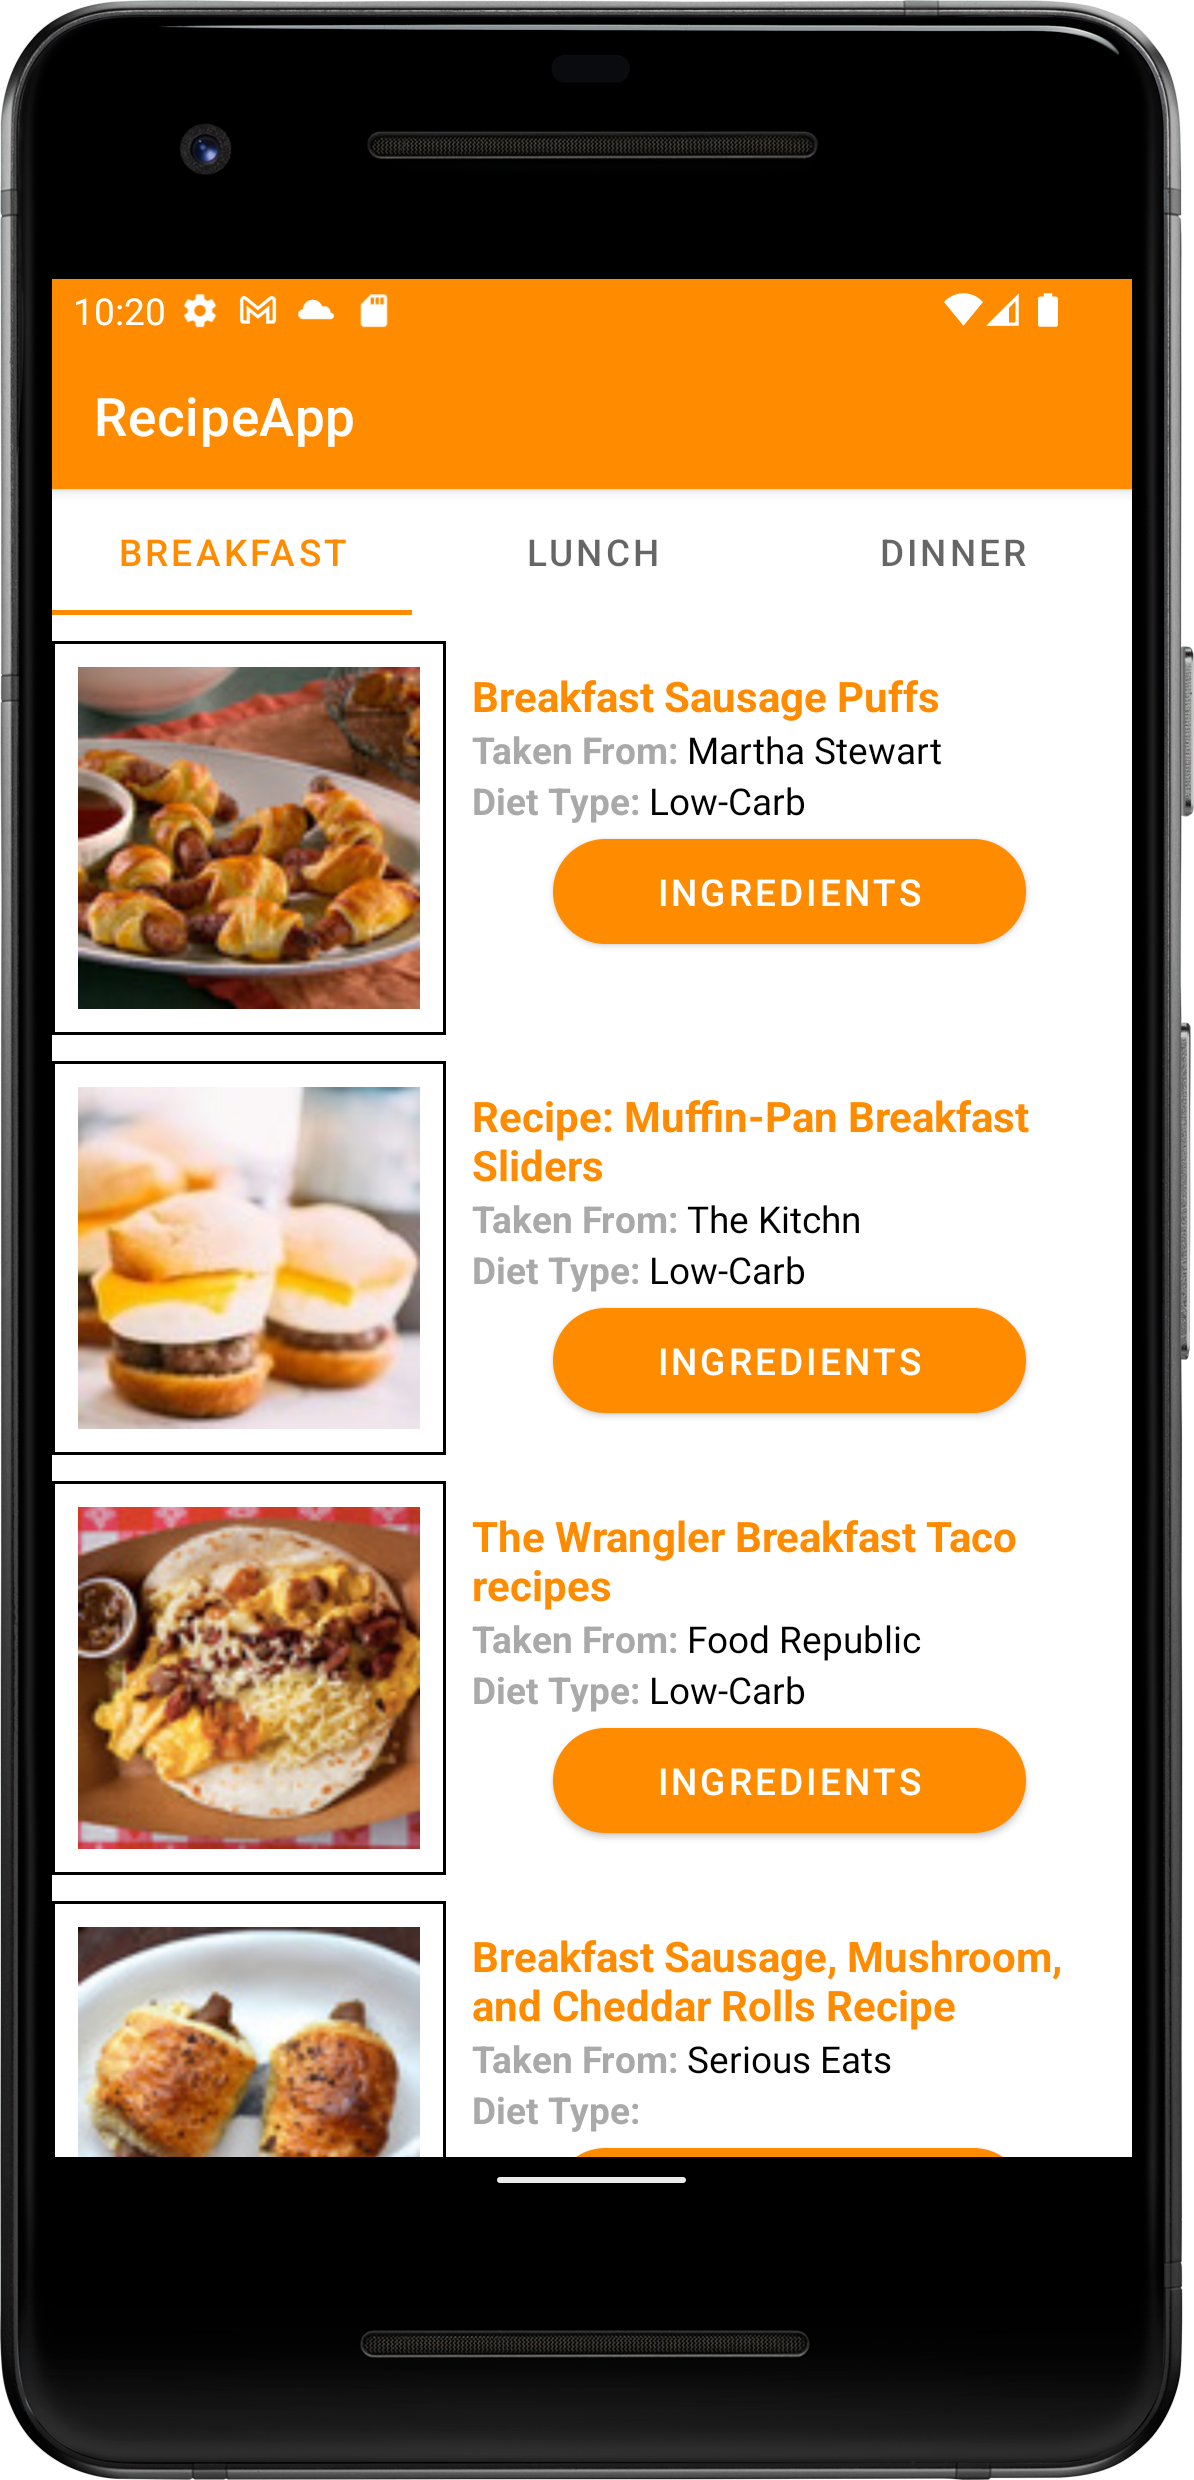 10:20
RecipeApp
BREAKFAST LUNCH DINNER
Breakfast Sausage Puffs
Taken From: Martha Stewart
Diet Type: Low-Carb
INGREDIENTS
Recipe: Muffin-Pan Breakfast
Sliders
Taken From: The Kitchn
Diet Type: Low-Carb
INGREDIENTS
The Wrangler Breakfast Taco
recipes
Taken From: Food Republic
Diet Type: Low-Carb
INGREDIENTS
Breakfast Sausage, Mushroom,
and Cheddar Rolls Recipe
Taken From: Serious Eats
Diet Type: